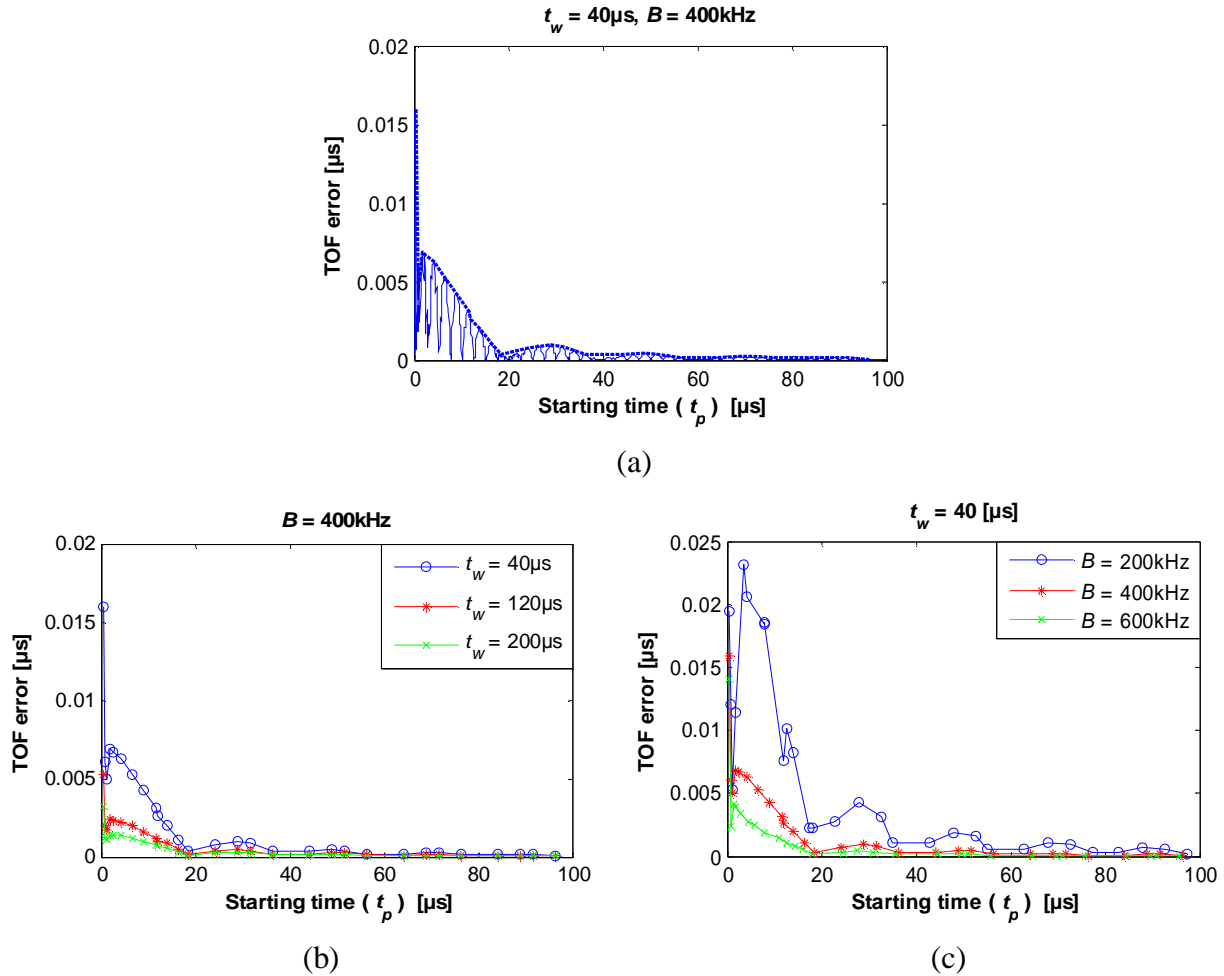 t_w = 40µs, B = 400kHz
0.02
0.015
0.01
0.005
0
TOF error [µs]
0 20 40 60 80 100
Starting time ( t_p ) [µs]
(a)
B = 400kHz
0.02
0.015
0.01
0.005
0
TOF error [µs]
t_w = 40µs
t_w = 120µs
t_w = 200µs
0 20 40 60 80 100
Starting time ( t_p ) [µs]
(b)
t_w = 40 [µs]
0.025
0.02
0.015
0.01
0.005
0
TOF error [µs]
B = 200kHz
B = 400kHz
B = 600kHz
0 20 40 60 80 100
Starting time ( t_p ) [µs]
(c)